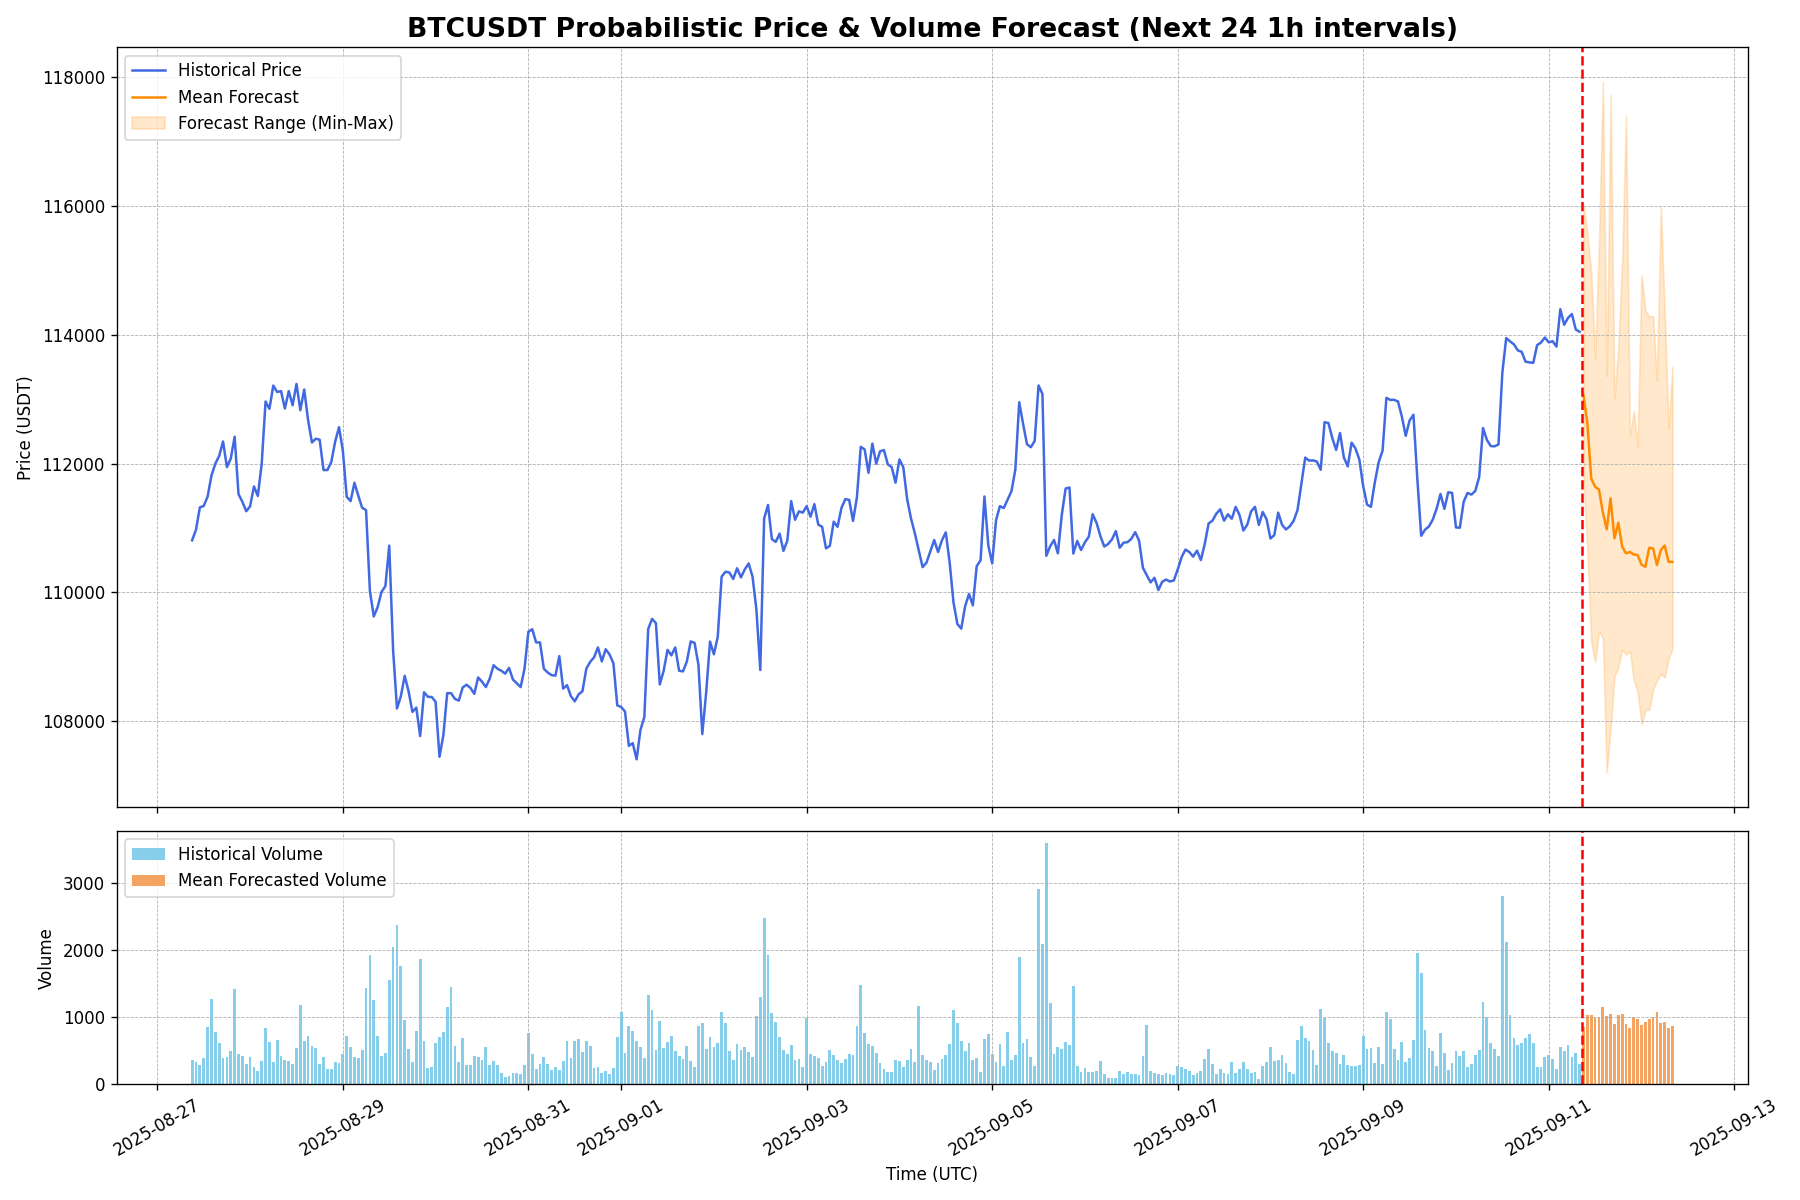 BTCUSDT Probabilistic Price & Volume Forecast (Next 24 1h intervals)
Historical Price
Mean Forecast
Forecast Range (Min-Max)
118000
116000
114000
112000
110000
108000
Price (USDT)
Historical Volume
Mean Forecasted Volume
3000
2000
1000
0
Volume
2025-08-27
2025-08-29
2025-08-31
2025-09-01
2025-09-03
2025-09-05
2025-09-07
2025-09-09
2025-09-11
2025-09-13
Time (UTC)